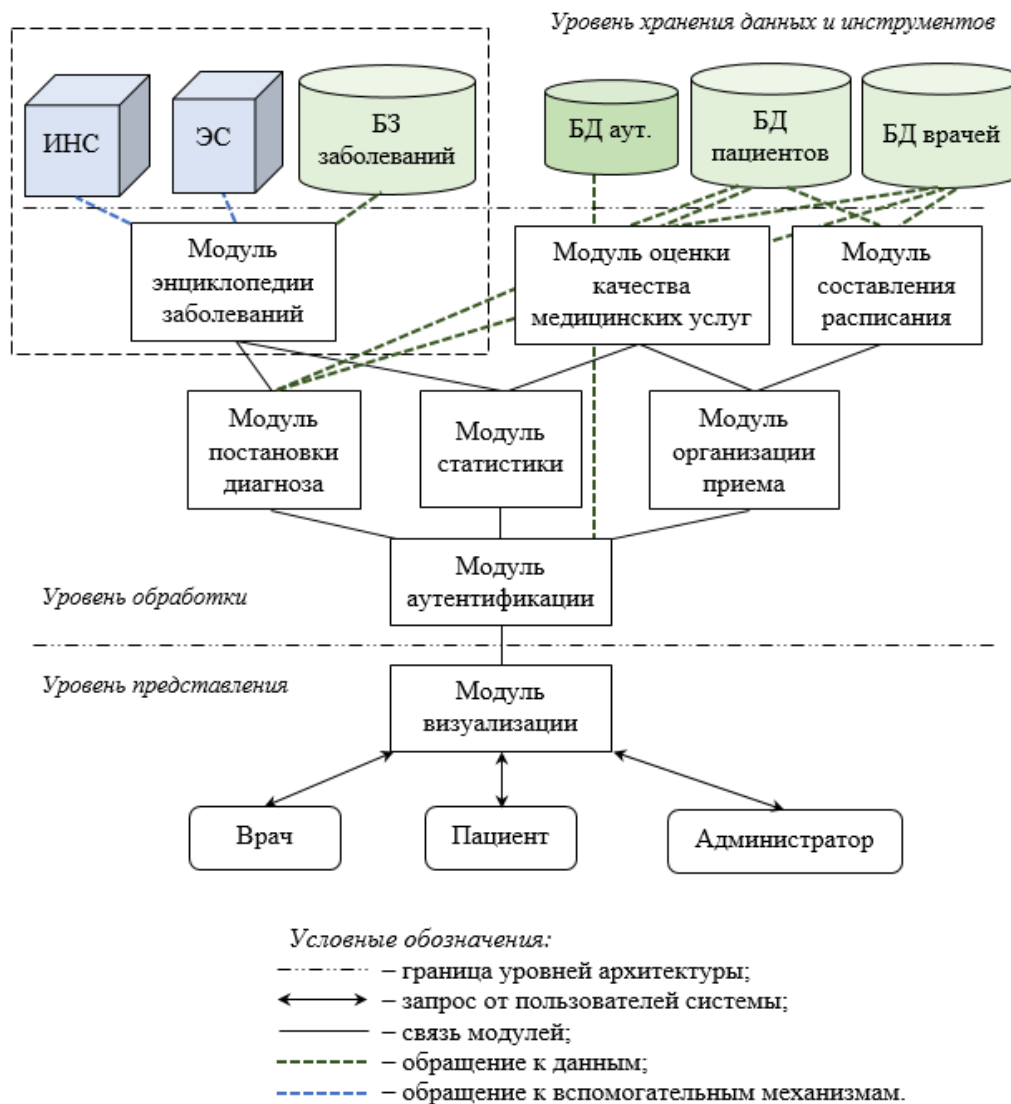 Уровень хранения данных и инструментов
ИНС
ЭС
БЗ
заболеваний
БД аут.
БД
пациентов
БД врачей
Модуль
энциклопедии
заболеваний
Модуль оценки
качества
медицинских услуг
Модуль
составления
расписания
Модуль
постановки
диагноза
Модуль
статистики
Модуль
организации
приема
Модуль
аутентификации
Уровень обработки
Уровень представления
Модуль
визуализации
Врач
Пациент
Администратор
Условные обозначения:
– граница уровней архитектуры;
– запрос от пользователей системы;
– связь модулей;
– обращение к данным;
– обращение к вспомогательным механизмам.